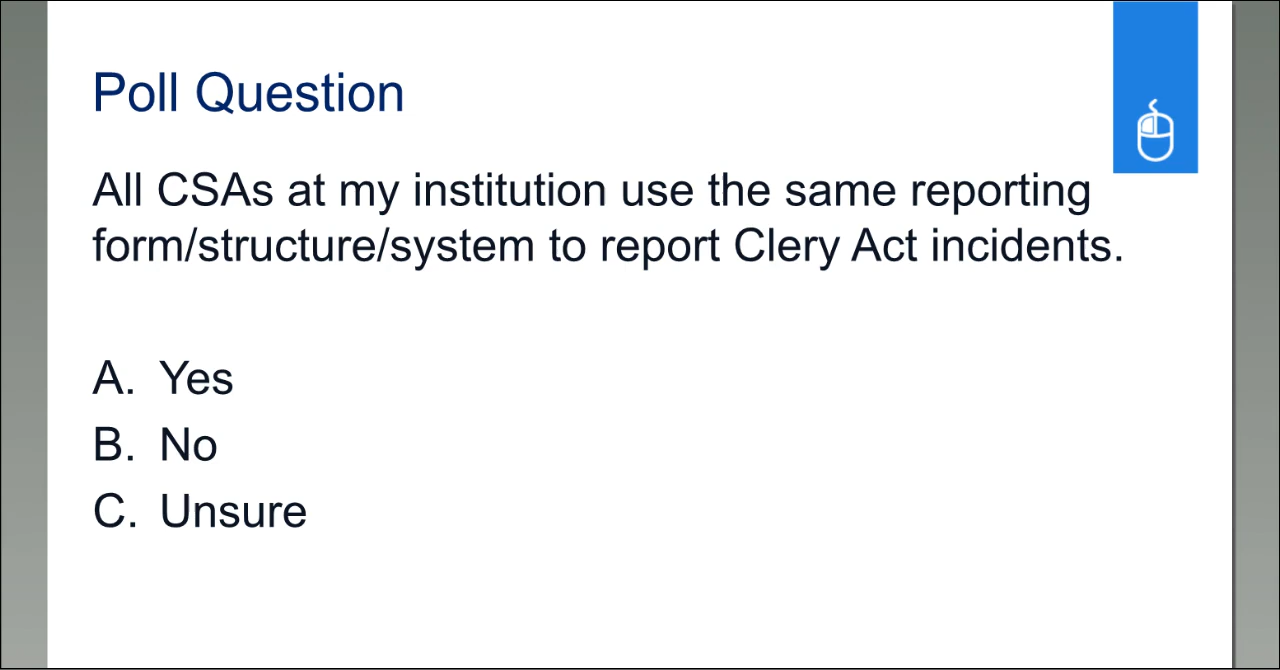 Poll Question
All CSAs at my institution use the same reporting
form/structure/system to report Clery Act incidents.
A. Yes
B. No
C. Unsure